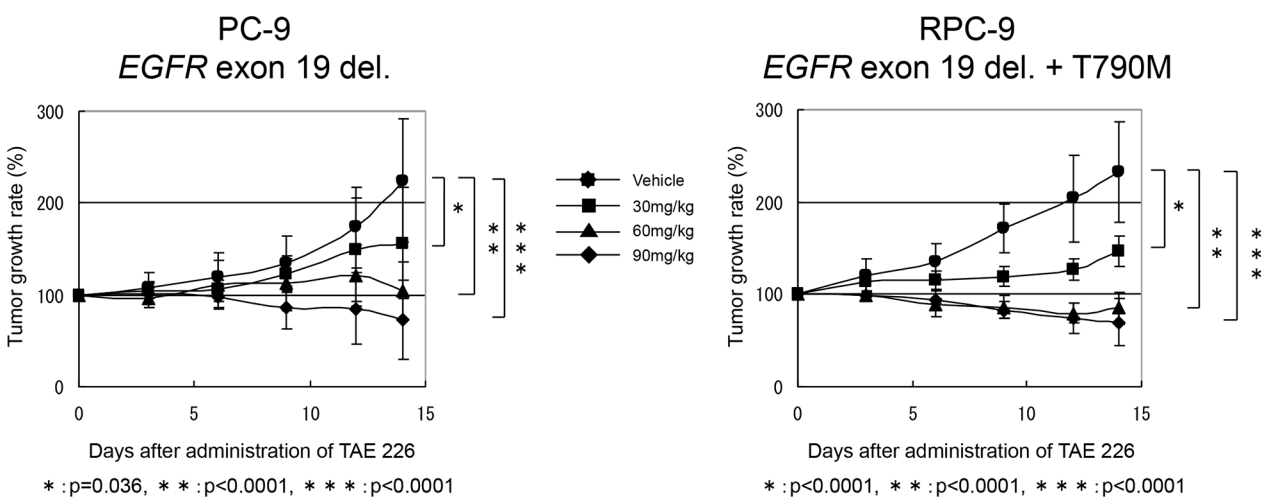 PC-9
EGFR exon 19 del.
Tumor growth rate (%)
300
200
100
0
0 5 10 15
Days after administration of TAE 226
*:p=0.036, **:p<0.0001, ***:p<0.0001
*
**
***
Vehicle
30mg/kg
60mg/kg
90mg/kg
RPC-9
EGFR exon 19 del. + T790M
Tumor growth rate (%)
300
200
100
0
0 5 10 15
Days after administration of TAE 226
*:p<0.0001, **:p<0.0001, ***:p<0.0001
*
**
***